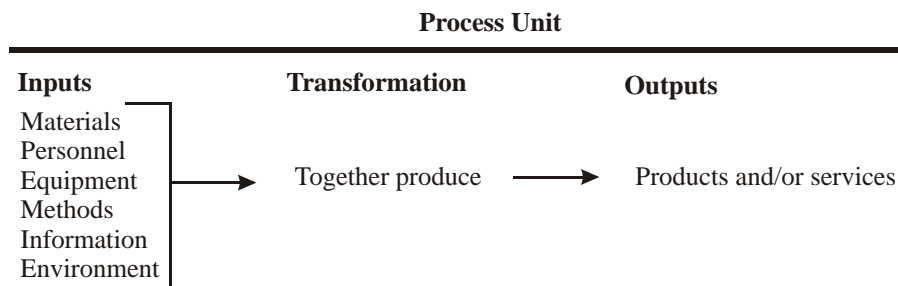 Process Unit
Inputs Transformation Outputs
Materials
Personnel
Equipment Together produce Products and/or services
Methods
Information
Environment